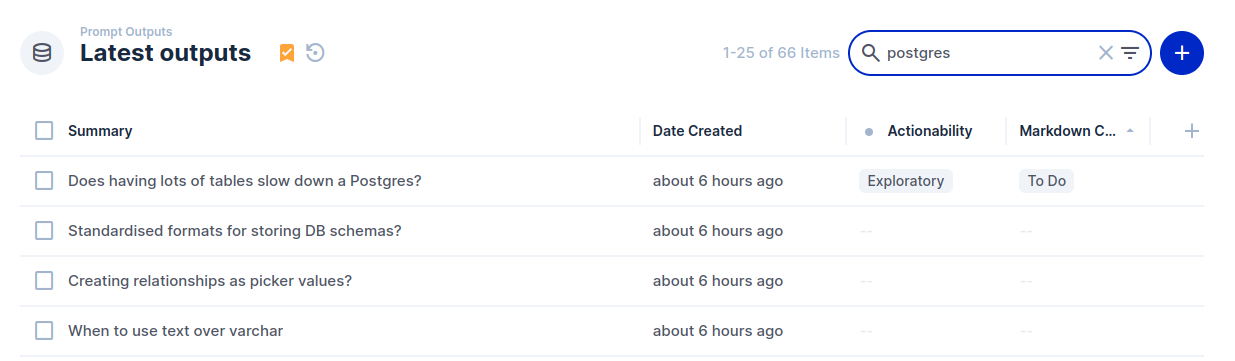 Prompt Outputs
Latest outputs
1-25 of 66 Items
postgres
Summary Date Created Actionability Markdown C...
Does having lots of tables slow down a Postgres? about 6 hours ago Exploratory To Do
Standardised formats for storing DB schemas? about 6 hours ago -- --
Creating relationships as picker values? about 6 hours ago -- --
When to use text over varchar about 6 hours ago -- --